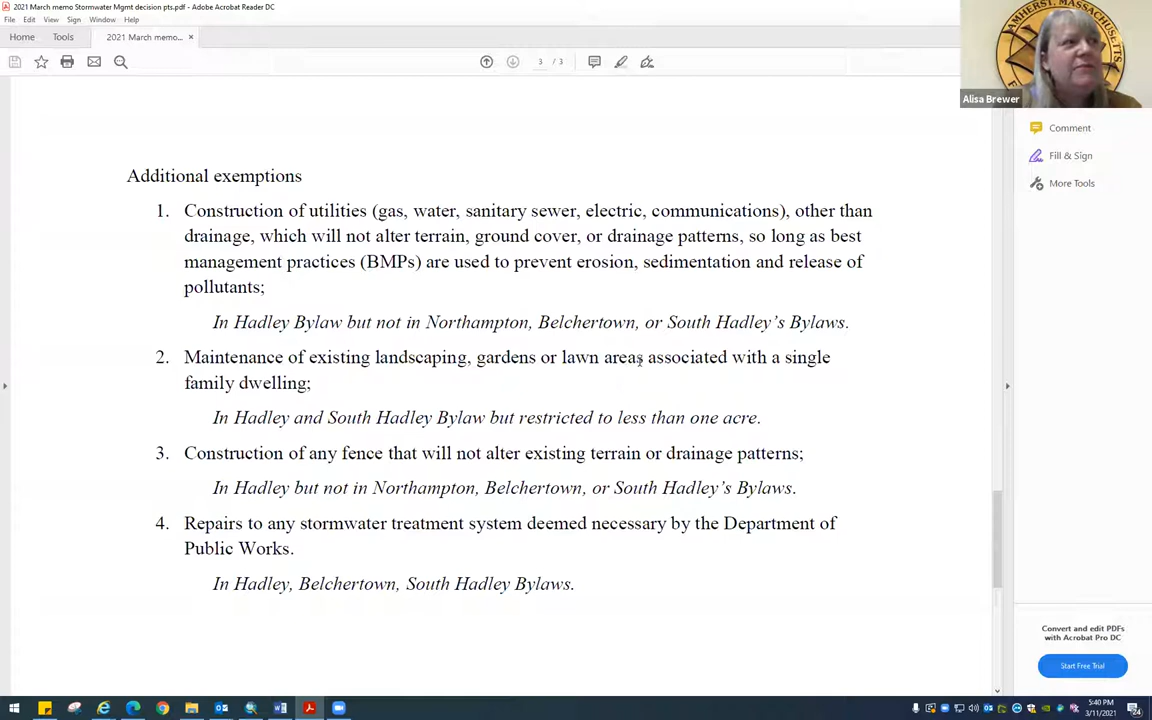 2021 March memo Stormwater Mgmt decision pts.pdf - Adobe Acrobat Reader DC
File Edit View Sign Window Help
Home Tools 2021 March memo... ×
3 / 3
AMHERST, MASSACHUSETTS
Alisa Brewer
Comment
Fill & Sign
More Tools
Additional exemptions
1. Construction of utilities (gas, water, sanitary sewer, electric, communications), other than
drainage, which will not alter terrain, ground cover, or drainage patterns, so long as best
management practices (BMPs) are used to prevent erosion, sedimentation and release of
pollutants;
In Hadley Bylaw but not in Northampton, Belchertown, or South Hadley's Bylaws.
2. Maintenance of existing landscaping, gardens or lawn areas associated with a single
family dwelling;
In Hadley and South Hadley Bylaw but restricted to less than one acre.
3. Construction of any fence that will not alter existing terrain or drainage patterns;
In Hadley but not in Northampton, Belchertown, or South Hadley's Bylaws.
4. Repairs to any stormwater treatment system deemed necessary by the Department of
Public Works.
In Hadley, Belchertown, South Hadley Bylaws.
Convert and edit PDFs
with Acrobat Pro DC
Start Free Trial
5:40 PM
3/11/2021
24